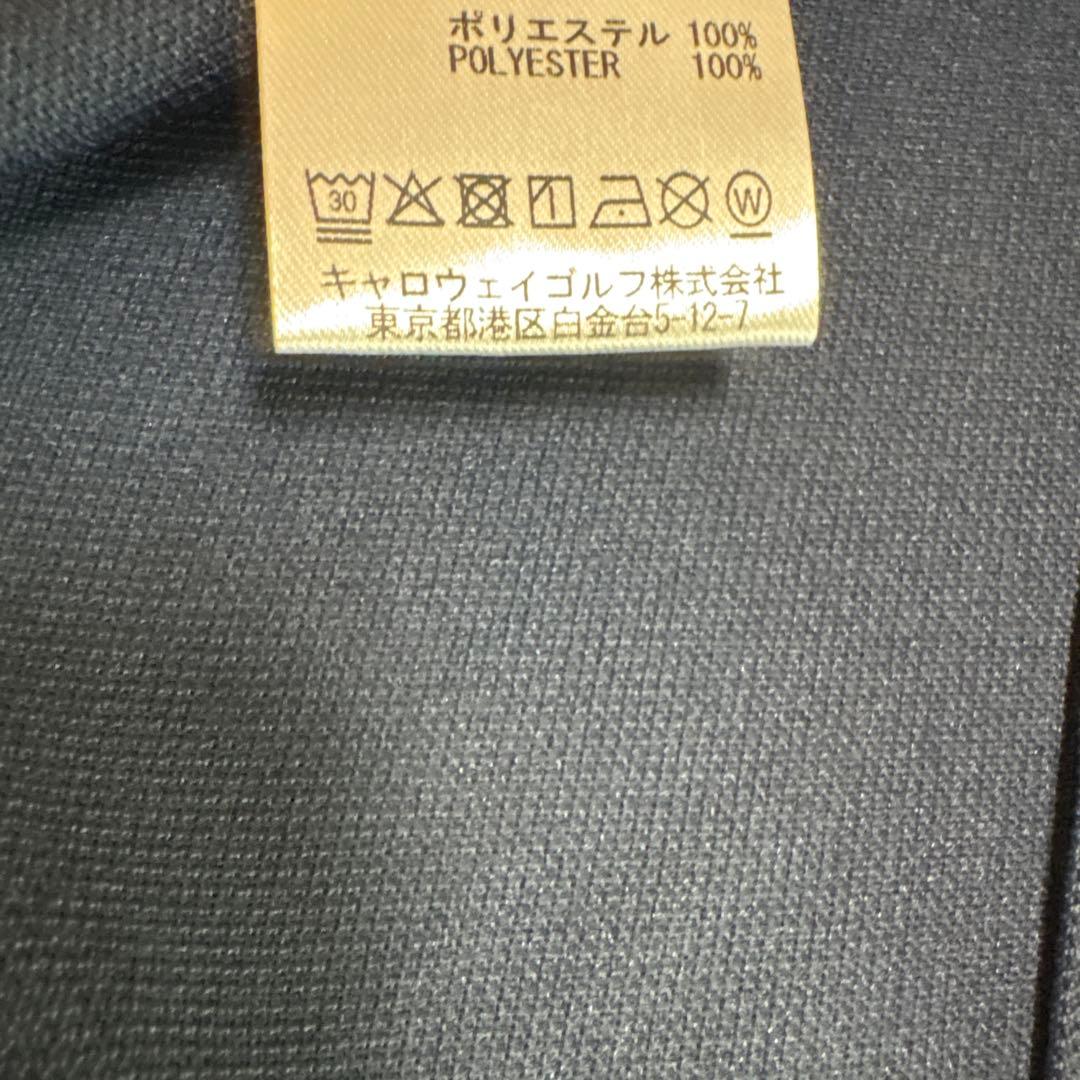 ポリエステル 100%
POLYESTER 100%
30 W
キャロウェイゴルフ株式会社
東京都港区白金台5-12-7